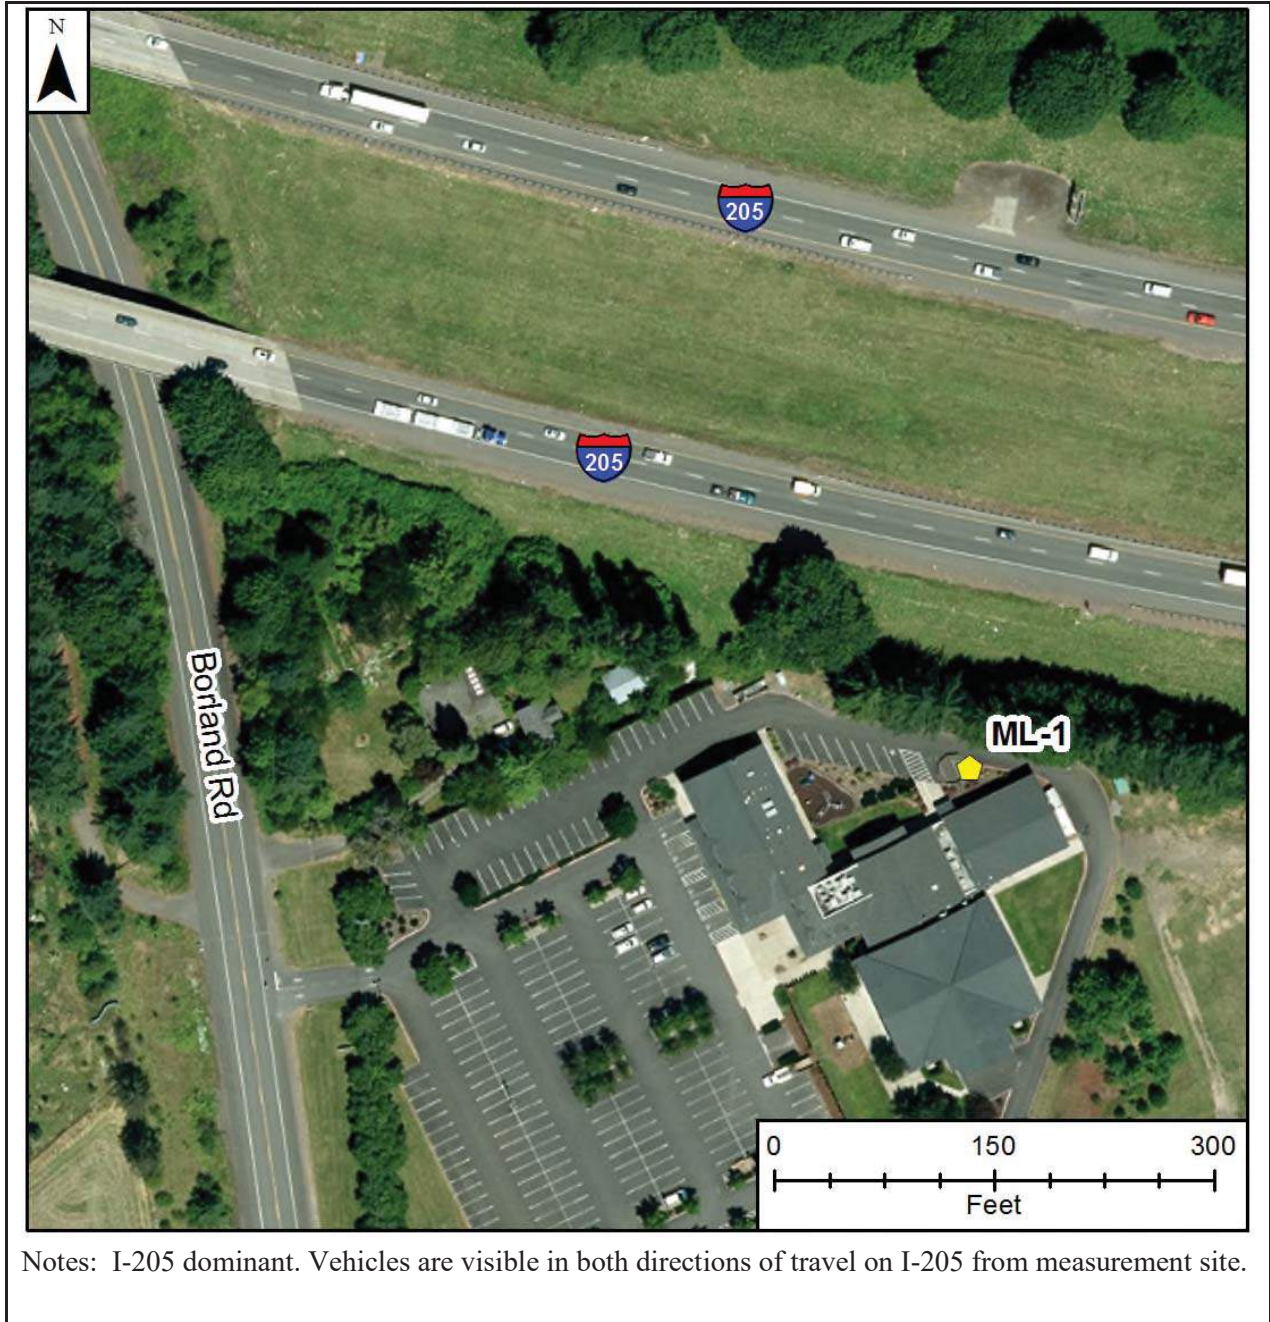 N
205
205
Borland Rd
ML-1
0 150 300
Feet
Notes: I-205 dominant. Vehicles are visible in both directions of travel on I-205 from measurement site.